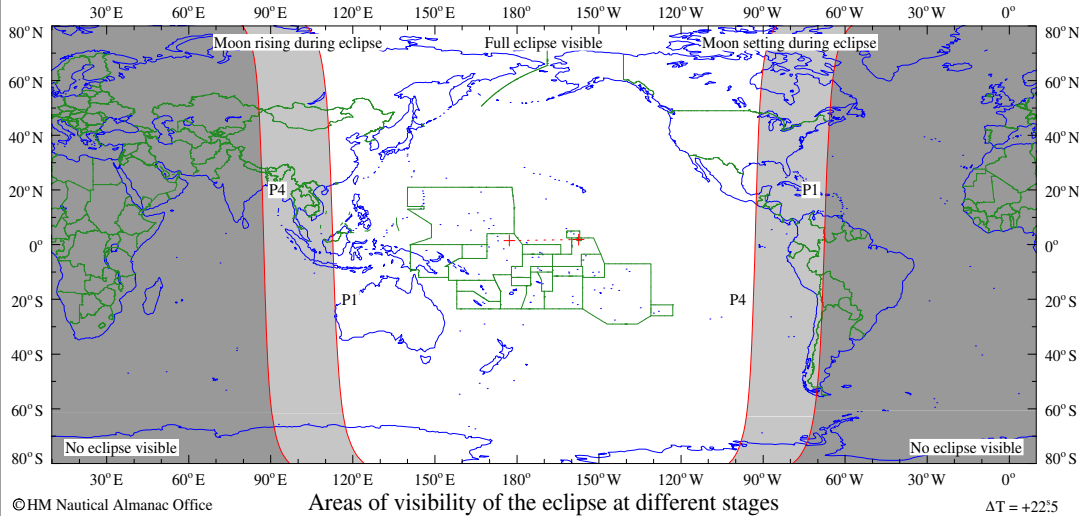 30°E 60°E 90°E 120°E 150°E 180° 150°W 120°W 90°W 60°W 30°W 0°
80°N 80°N
Moon rising during eclipse Full eclipse visible Moon setting during eclipse
60°N 60°N
40°N 40°N
20°N P4 P1 20°N
0° 0°
20°S P1 P4 20°S
40°S 40°S
60°S 60°S
No eclipse visible No eclipse visible
80°S 80°S
30°E 60°E 90°E 120°E 150°E 180° 150°W 120°W 90°W 60°W 30°W 0°
©HM Nautical Almanac Office Areas of visibility of the eclipse at different stages ΔT = +22ˢ.5